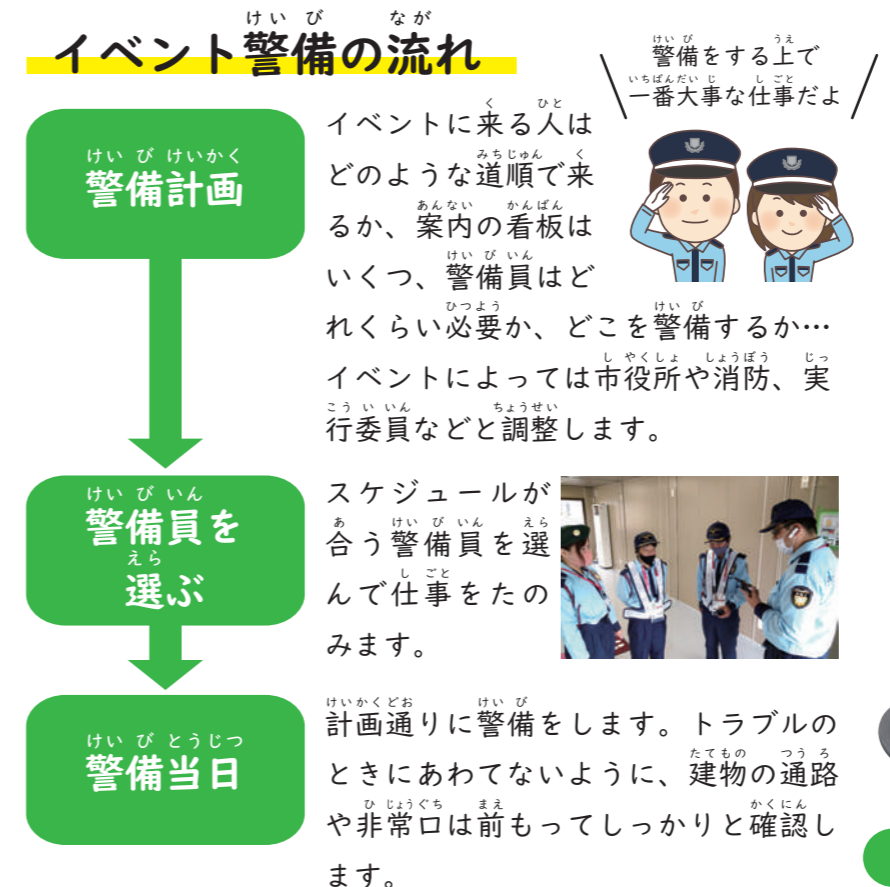 イベント警備の流れ
警備をする上で
一番大事な仕事だよ
警備計画
イベントに来る人は
どのような道順で来
るか、案内の看板は
いくつ、警備員はど
れくらい必要か、どこを警備するか…
イベントによっては市役所や消防、実
行委員などと調整します。
警備員を
選ぶ
スケジュールが
合う警備員を選
んで仕事をたの
みます。
警備当日
計画通りに警備をします。トラブルの
ときにあわてないように、建物の通路
や非常口は前もってしっかりと確認し
ます。